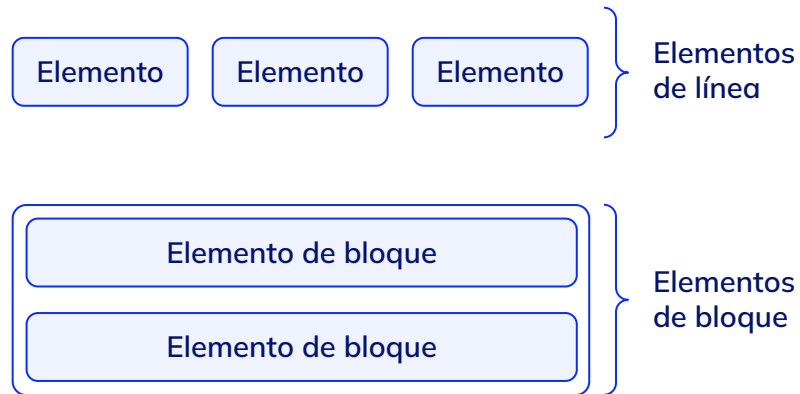 Elemento Elemento Elemento
Elementos
de línea
Elemento de bloque
Elemento de bloque
Elementos
de bloque